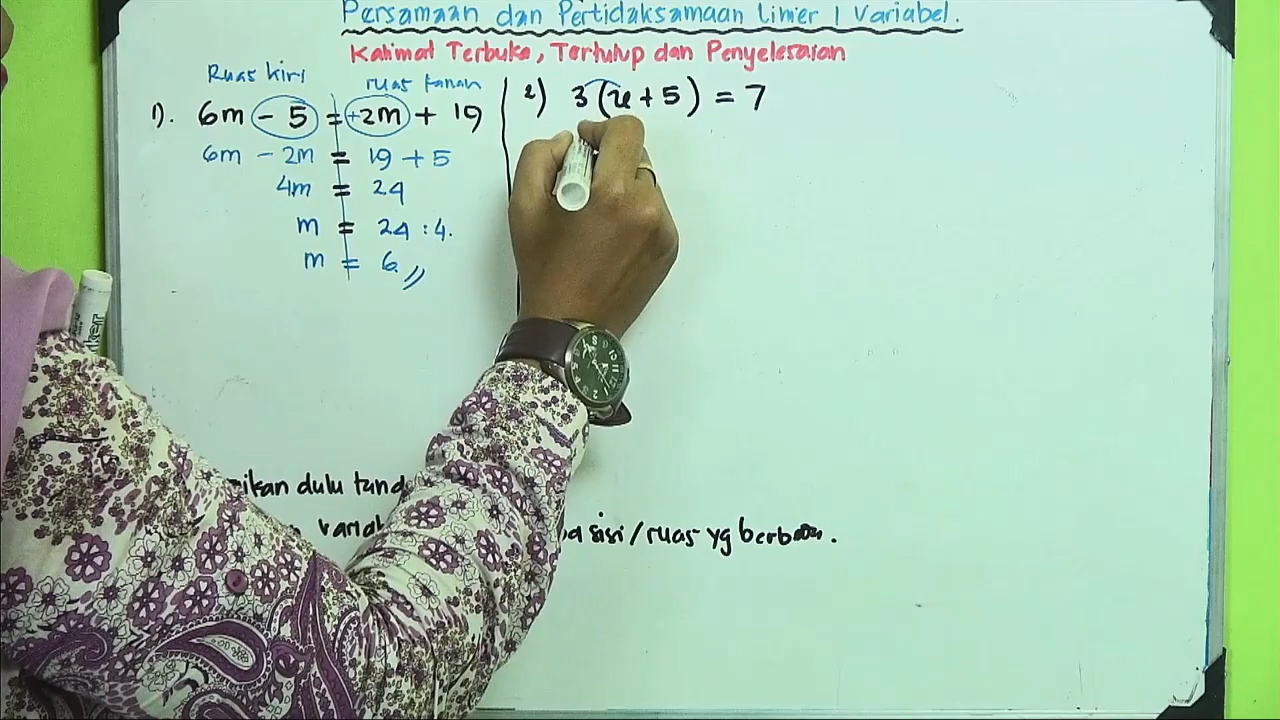 Persamaan dan Pertidaksamaan Linier 1 Variabel.
Kalimat Terbuka, Tertutup dan Penyelesaian
Ruas kiri ruas kanan
1). 6m - 5 = +2m + 19
6m - 2m = 19 + 5
4m = 24
m = 24 : 4.
m = 6 //
2) 3(x + 5) = 7
dulu
sisi/ruas yg